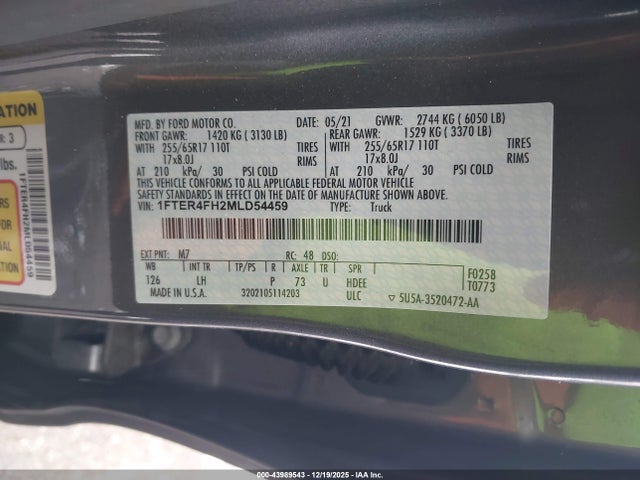 MFD. BY FORD MOTOR CO. DATE: 05/21 GVWR: 2744 KG ( 6050 LB)
FRONT GAWR: 1420 KG ( 3130 LB) REAR GAWR: 1529 KG ( 3370 LB)
WITH 255/65R17 110T TIRES WITH 255/65R17 110T TIRES
17x8.0J RIMS 17x8.0J RIMS
AT 210 kPa/ 30 PSI COLD AT 210 kPa/ 30 PSI COLD
THIS VEHICLE CONFORMS TO ALL APPLICABLE FEDERAL MOTOR VEHICLE
SAFETY STANDARDS IN EFFECT ON THE DATE OF MANUFACTURE SHOWN ABOVE.
VIN: 1FTER4FH2MLD54459 TYPE: Truck
EXT PNT: M7 RC: 48 DSO:
WB INT TR TP/PS R AXLE TR SPR F0258
126 LH P 73 U HDEE T0773
MADE IN U.S.A. 3202105114203 ULC 5U5A-3520472-AA
ATION
R: 3
lbs.
1FTER4FH2MLD54459
000-43989543 - 12/19/2025 - IAA, Inc.